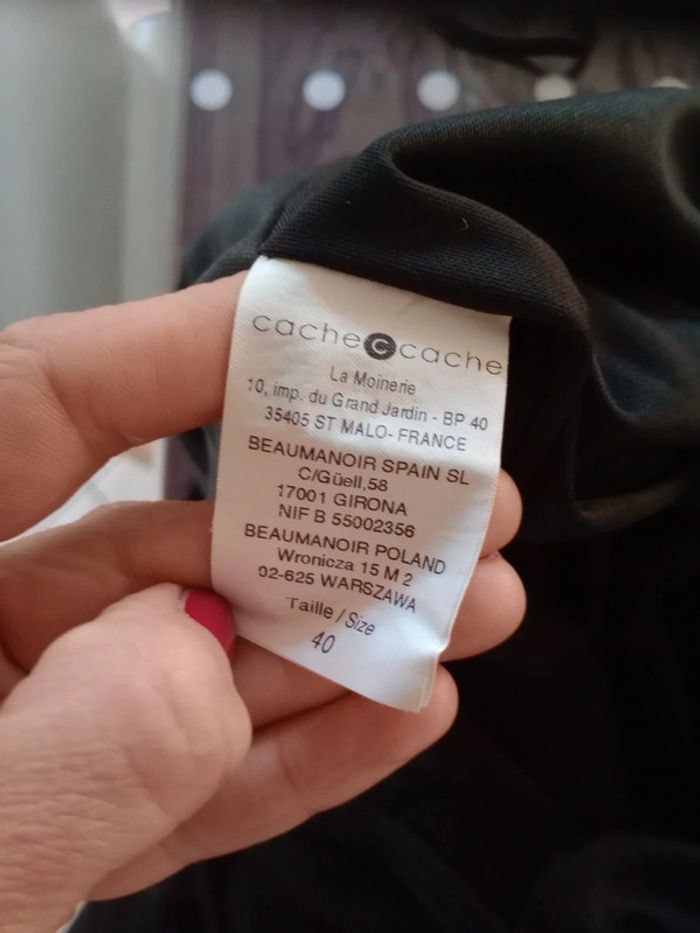 cache c cache
La Moinerie
10, imp. du Grand Jardin - BP 40
35405 ST MALO - FRANCE
BEAUMANOIR SPAIN SL
C/Güell,58
17001 GIRONA
NIF B 55002356
BEAUMANOIR POLAND
Wronicza 15 M 2
02-625 WARSZAWA
Taille / Size
40